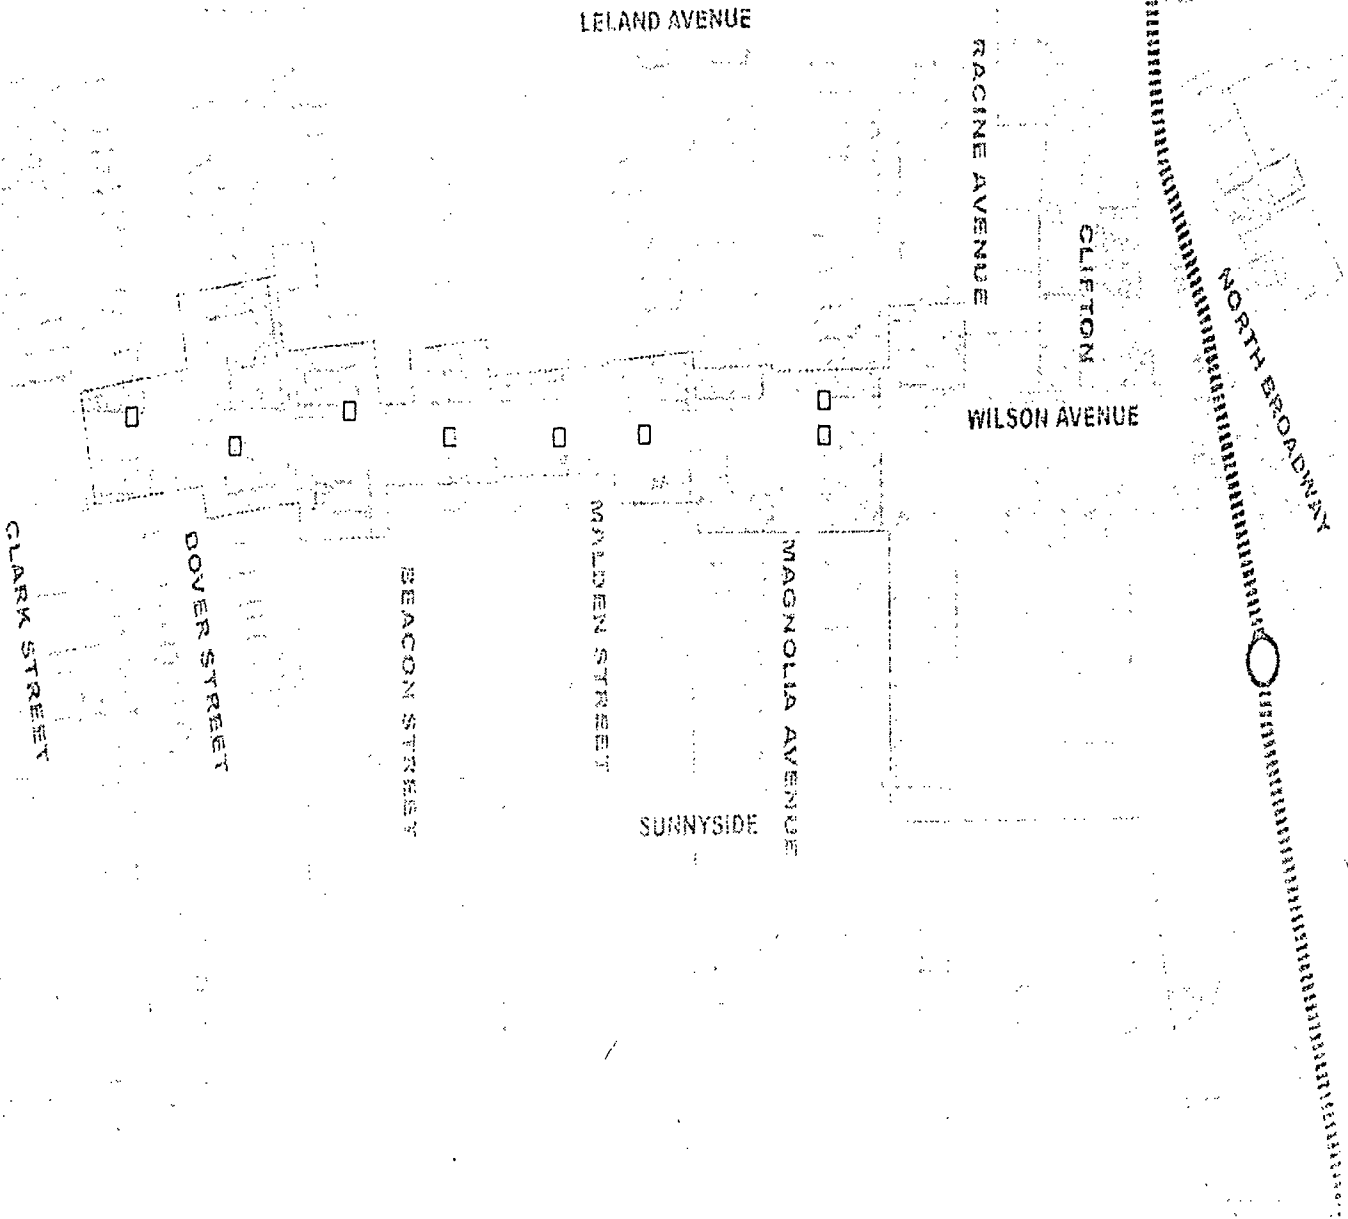 LELAND AVENUE
RACINE AVENUE
CLIFTON
NORTH BROADWAY
WILSON AVENUE
CLARK STREET
DOVER STREET
BEACON STREET
MALDEN STREET
MAGNOLIA AVENUE
SUNNYSIDE